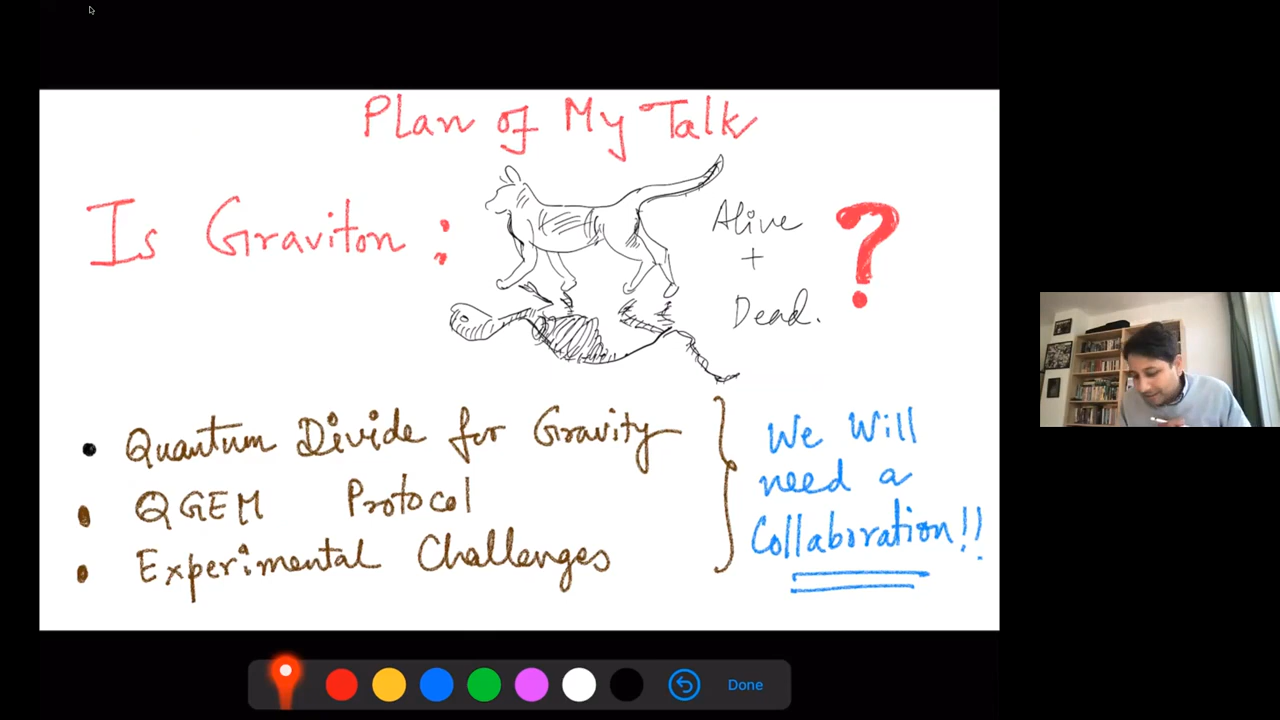 Plan of My Talk
Is Graviton :
Alive
+
Dead.
?
• Quantum Divide for Gravity
• QGEM Protocol
• Experimental Challenges
We Will
need a
Collaboration!!
Done